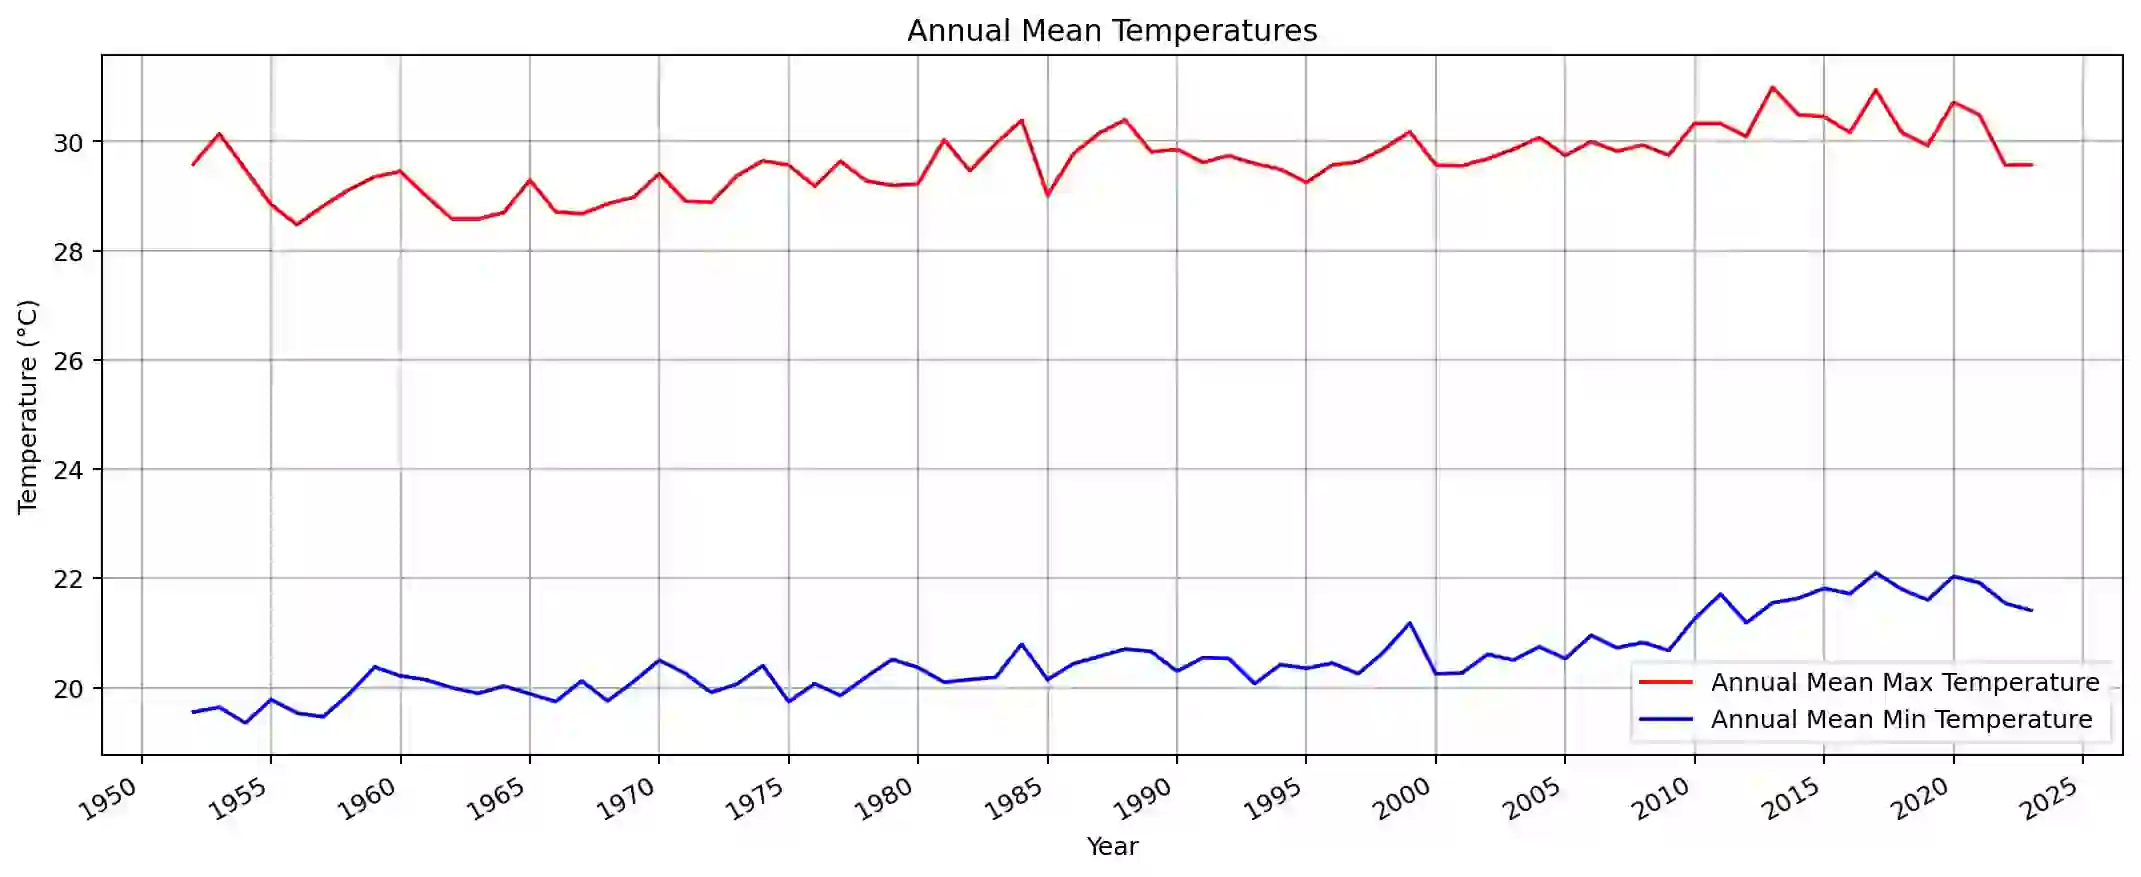 Annual Mean Temperatures
Temperature (°C)
30
28
26
24
22
20
Annual Mean Max Temperature
Annual Mean Min Temperature
1950 1955 1960 1965 1970 1975 1980 1985 1990 1995 2000 2005 2010 2015 2020 2025
Year